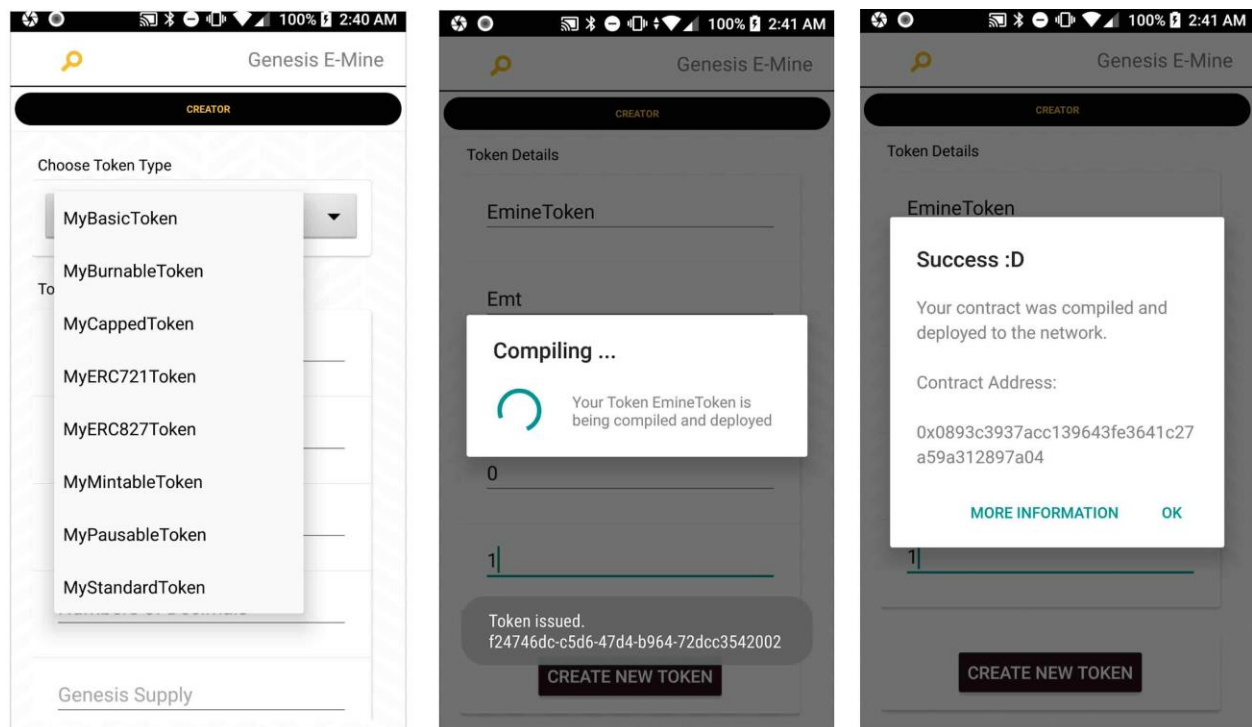 100% 2:40 AM
Genesis E-Mine
CREATOR
Choose Token Type
MyBasicToken
MyBurnableToken
To
MyCappedToken
MyERC721Token
MyERC827Token
MyMintableToken
MyPausableToken
MyStandardToken
Genesis Supply
100% 2:41 AM
Genesis E-Mine
CREATOR
Token Details
EmineToken
Emt
Compiling ...
Your Token EmineToken is
being compiled and deployed
0
1
Token issued.
f24746dc-c5d6-47d4-b964-72dcc3542002
CREATE NEW TOKEN
100% 2:41 AM
Genesis E-Mine
CREATOR
Token Details
EmineToken
Success :D
Your contract was compiled and
deployed to the network.
Contract Address:
0x0893c3937acc139643fe3641c27
a59a312897a04
MORE INFORMATION OK
1
CREATE NEW TOKEN